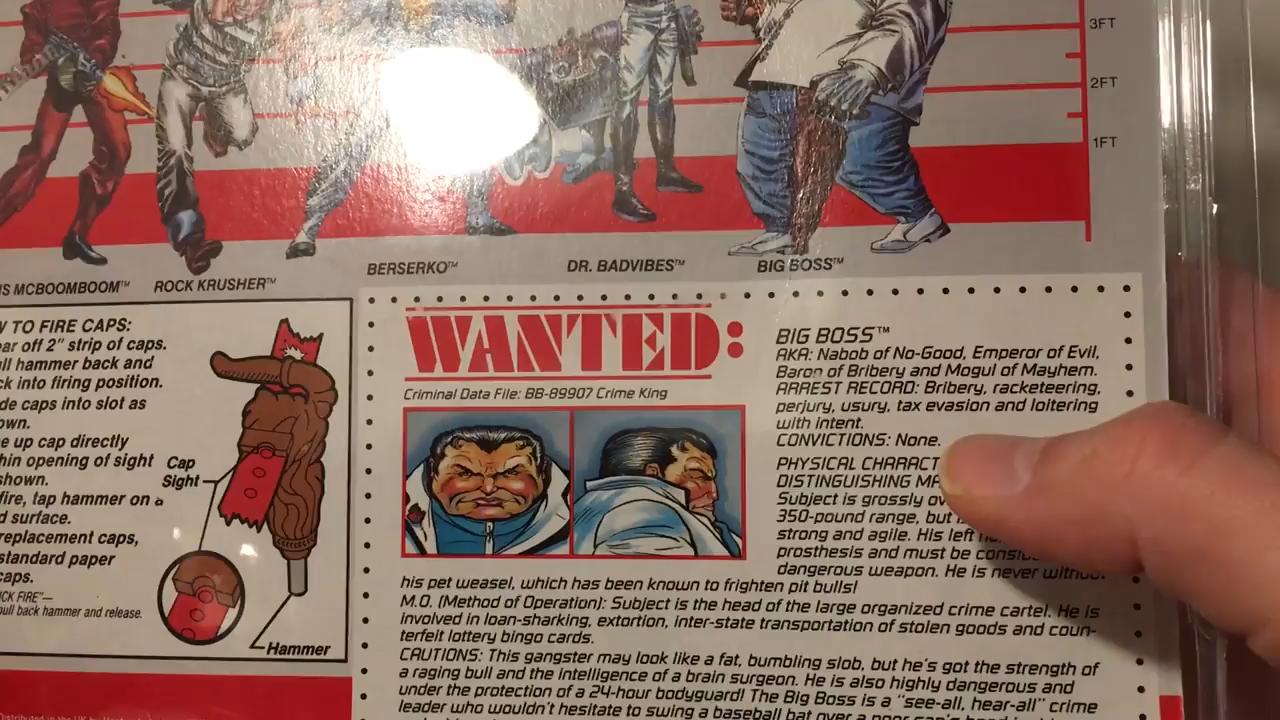 3FT
2FT
1FT
BERSERKO™
DR. BADVIBES™
BIG BOSS™
MCBOOMBOOM™
ROCK KRUSHER™
TO FIRE CAPS:
off 2" strip of caps.
hammer back and
into firing position.
caps into slot as
up cap directly
opening of sight
shown.
fire, tap hammer on a
surface.
replacement caps,
standard paper
caps.
FIRE"—
pull back hammer and release.
Cap
Sight
Hammer
WANTED:
Criminal Data File: BB-89907 Crime King
BIG BOSS™
AKA: Nabob of No-Good, Emperor of Evil,
Baron of Bribery and Mogul of Mayhem.
ARREST RECORD: Bribery, racketeering,
perjury, usury, tax evasion and loitering
with intent.
CONVICTIONS: None.
PHYSICAL
DISTINGUISHING
Subject is grossly
350-pound range, but
strong and agile. His left
prosthesis and must be
dangerous weapon. He is never
his pet weasel, which has been known to frighten pit bulls!
M.O. (Method of Operation): Subject is the head of the large organized crime cartel. He is
involved in loan-sharking, extortion, inter-state transportation of stolen goods and coun-
terfeit lottery bingo cards.
CAUTIONS: This gangster may look like a fat, bumbling slob, but he's got the strength of
a raging bull and the intelligence of a brain surgeon. He is also highly dangerous and
under the protection of a 24-hour bodyguard! The Big Boss is a "see-all, hear-all" crime
leader who wouldn't hesitate to swing a baseball bat over a poor
Distributed in the UK by